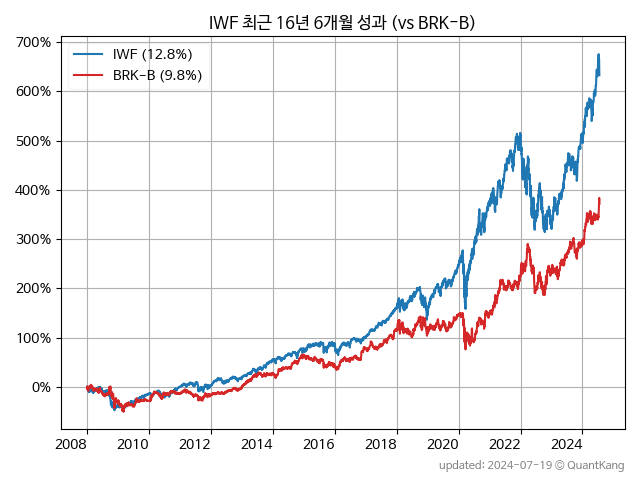 IWF 최근 16년 6개월 성과 (vs BRK-B)
700%
600%
500%
400%
300%
200%
100%
0%
IWF (12.8%)
BRK-B (9.8%)
2008 2010 2012 2014 2016 2018 2020 2022 2024
updated: 2024-07-19 © QuantKang